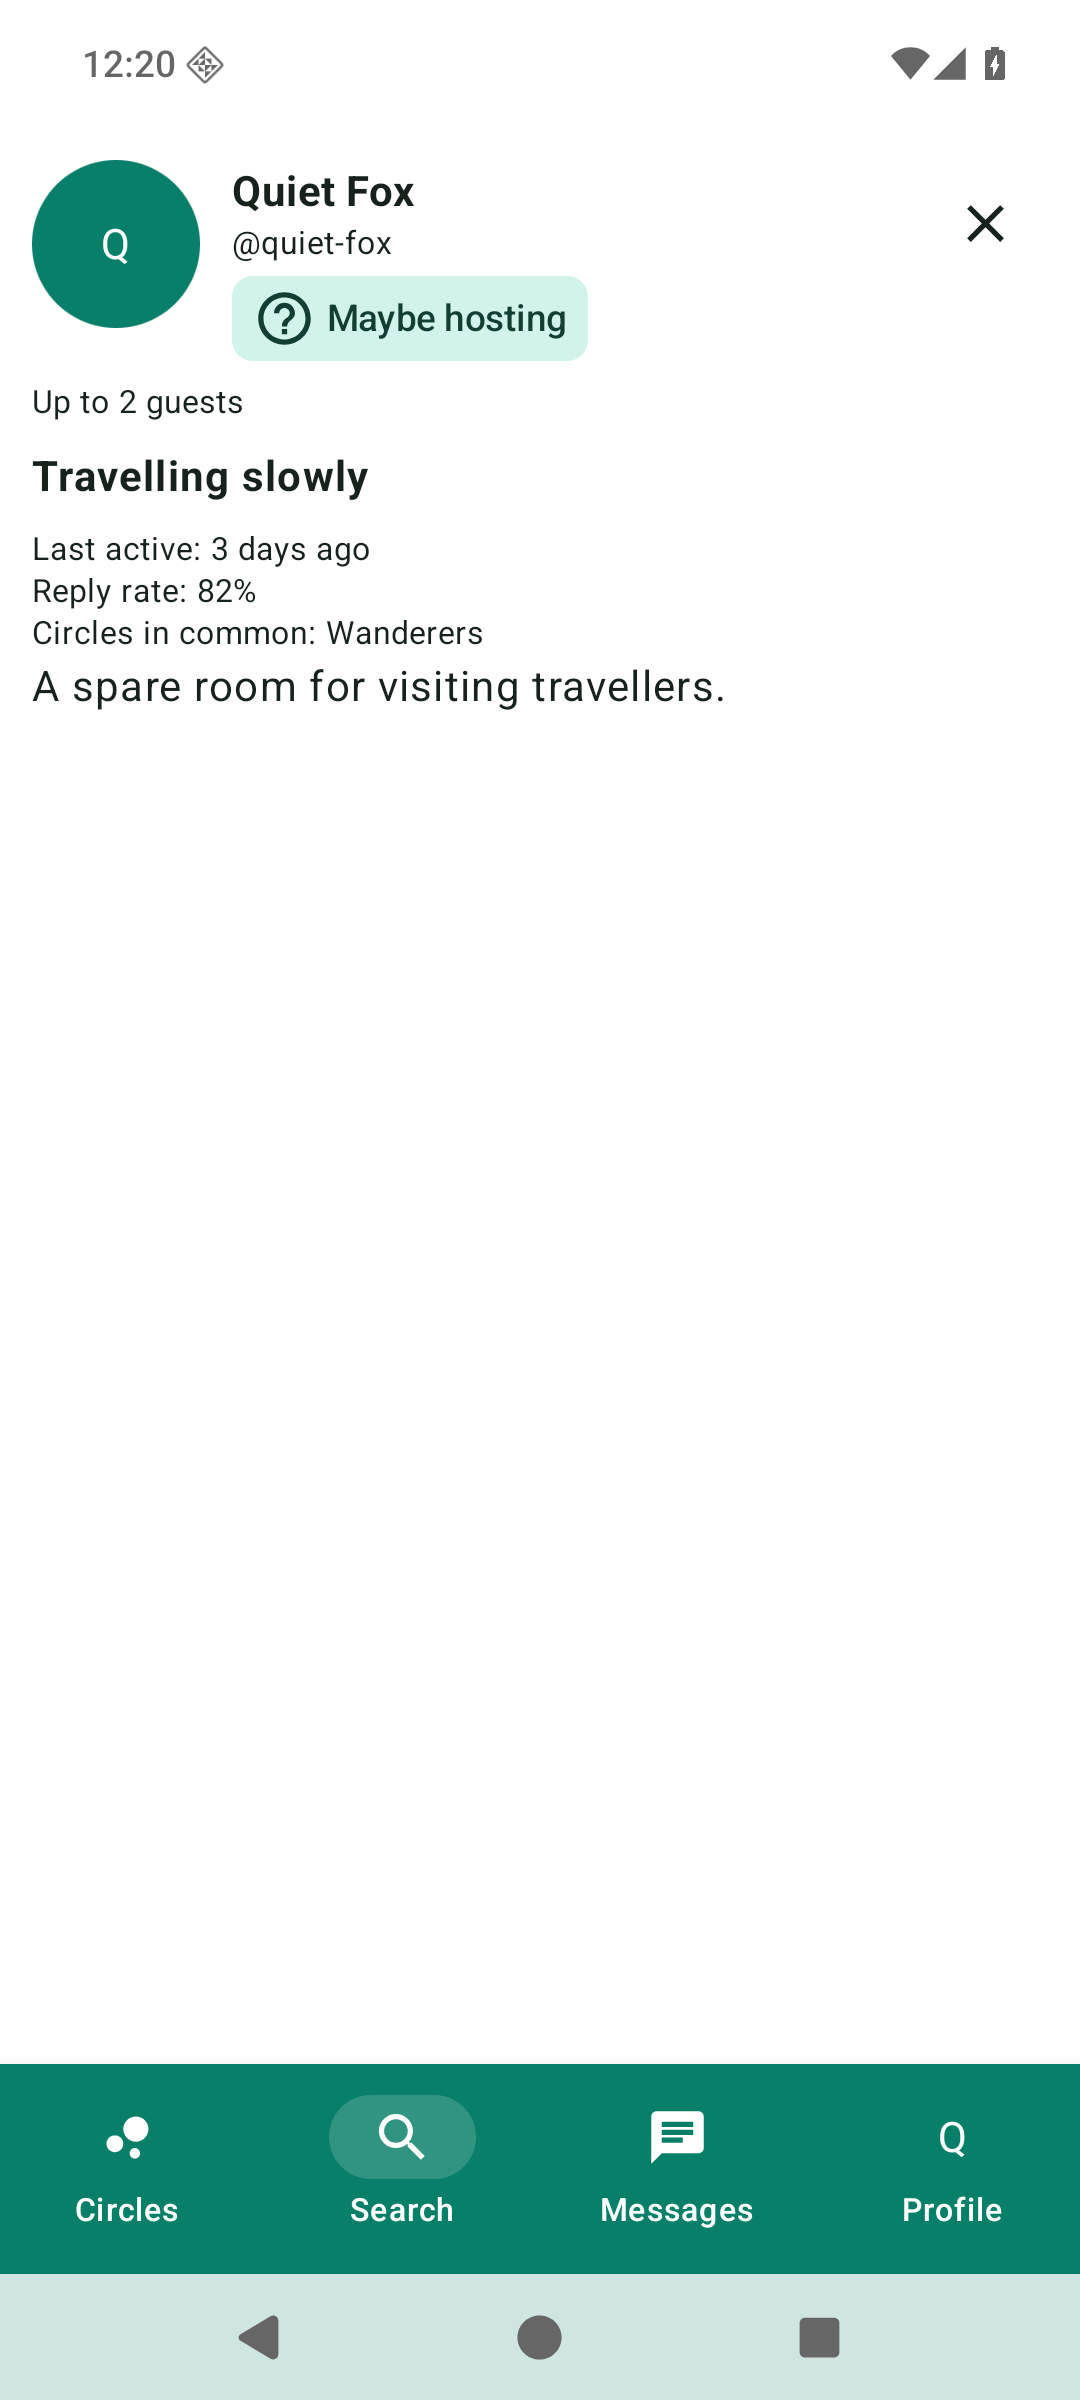 12:20
Q
Quiet Fox
@quiet-fox
Maybe hosting
Up to 2 guests
Travelling slowly
Last active: 3 days ago
Reply rate: 82%
Circles in common: Wanderers
A spare room for visiting travellers.
Q
Circles
Search
Messages
Profile